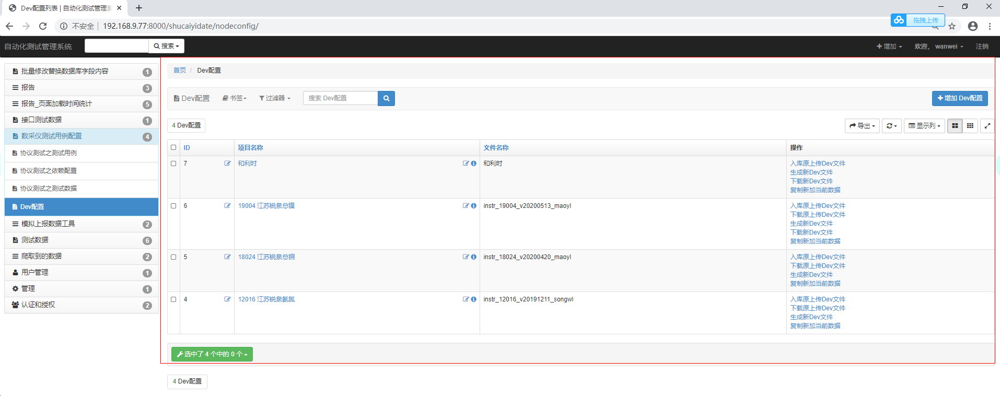 Dev配置列表 | 自动化测试管理系
不安全 | 192.168.9.77:8000/shucaiyidate/nodeconfig/
拖拽上传
自动化测试管理系统 搜索 增加 欢迎， wanwei 注销
批量修改替换数据库字段内容 1
报告 3
报告_页面加载时间统计 5
接口测试数据 1
数采仪测试用例配置 4
协议测试之测试用例
协议测试之依赖配置
协议测试之测试数据
Dev配置
模拟上报数据工具 2
测试数据 6
爬取到的数据 2
用户管理 1
管理 1
认证和授权 2
首页 / Dev配置
Dev配置 书签 过滤器 搜索 Dev配置 增加 Dev配置
4 Dev配置 导出 显示列
ID 项目名称 文件名称 操作
7 和利时 和利时 入库原上传Dev文件
生成新Dev文件
下载新Dev文件
复制新加当前数据
6 19004 江苏锐泉总镍 instr_19004_v20200513_maoyl 入库原上传Dev文件
下载原上传Dev文件
生成新Dev文件
下载新Dev文件
复制新加当前数据
5 18024 江苏锐泉总铜 instr_18024_v20200420_maoyl 入库原上传Dev文件
下载原上传Dev文件
生成新Dev文件
复制新加当前数据
4 12016 江苏锐泉氨氮 instr_12016_v20191211_songwl 入库原上传Dev文件
下载原上传Dev文件
生成新Dev文件
复制新加当前数据
选中了 4 个中的 0 个
4 Dev配置